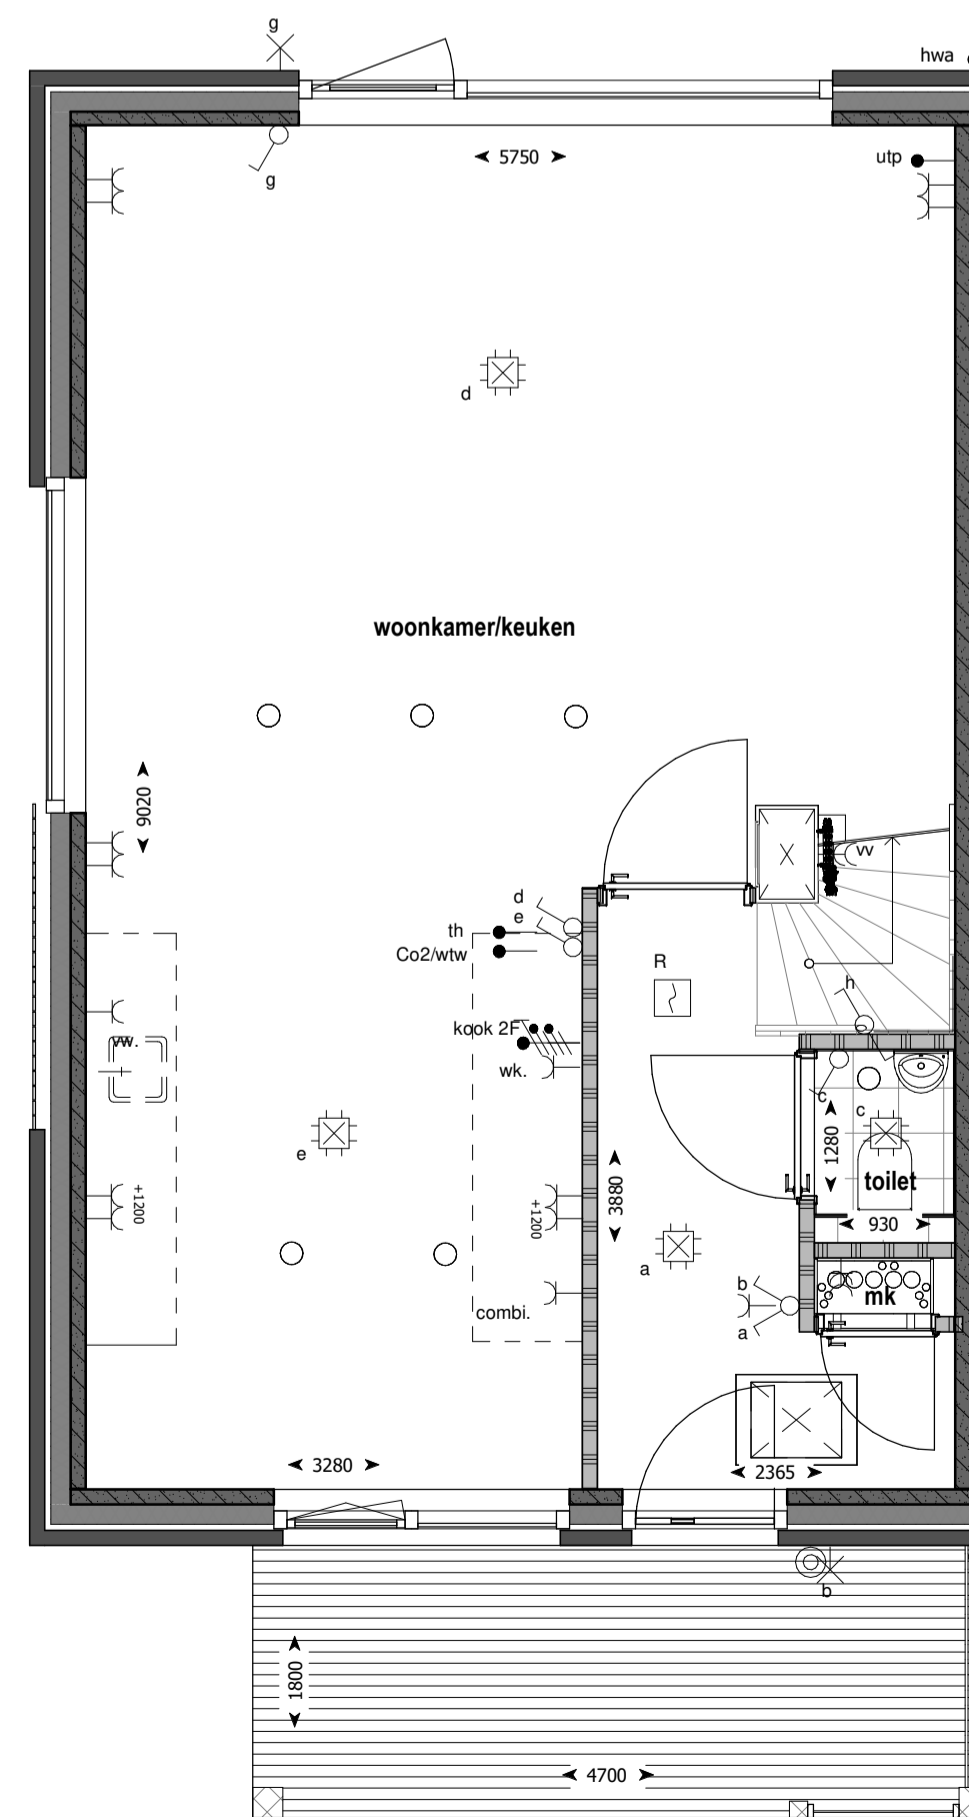 g
hwa
5750
utp
g
d
woonkamer/keuken
9020
vv
d
e
th
Co2/wtw
R
h
kook 2F
vw.
wk.
c
c
e
1280
toilet
+1200
+1200
3880
930
a
b
mk
combi.
a
3280
2365
b
1800
4700